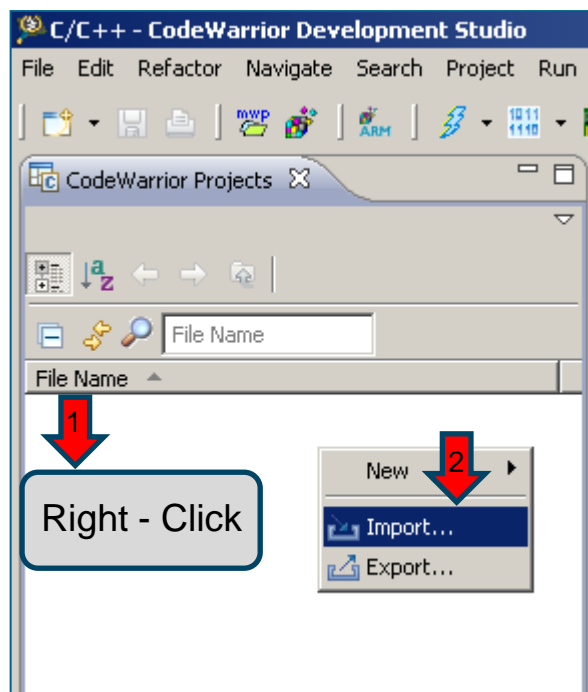 C/C++ - CodeWarrior Development Studio
File Edit Refactor Navigate Search Project Run
mwp
ARM
1011
1110
CodeWarrior Projects
a
z
File Name
File Name
1
Right - Click
New
2
Import...
Export...